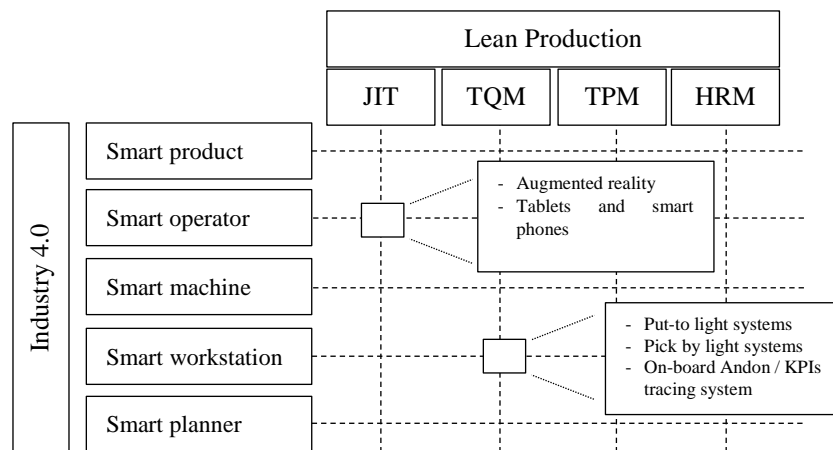 Lean Production
JIT TQM TPM HRM
Industry 4.0
Smart product
Smart operator
- Augmented reality
- Tablets and smart
phones
Smart machine
Smart workstation
- Put-to light systems
- Pick by light systems
- On-board Andon / KPIs
tracing system
Smart planner